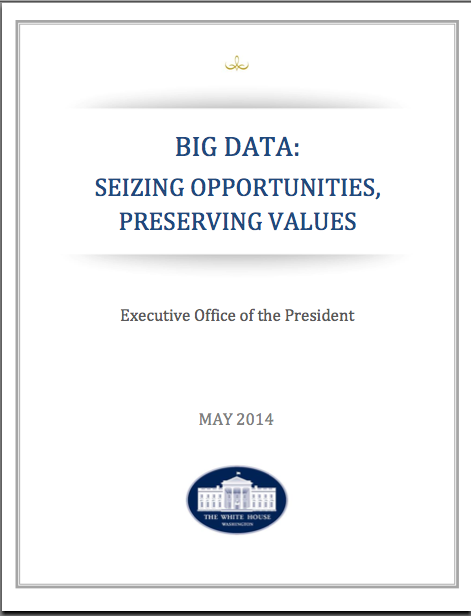 BIG DATA:
SEIZING OPPORTUNITIES,
PRESERVING VALUES
Executive Office of the President
MAY 2014
THE WHITE HOUSE
WASHINGTON